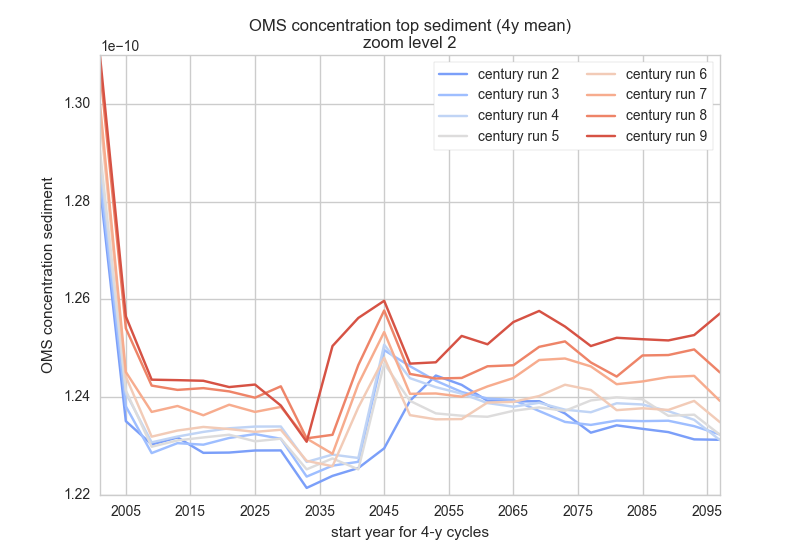 OMS concentration top sediment (4y mean)
zoom level 2
1e−10
1.30
1.28
1.26
1.24
1.22
OMS concentration sediment
century run 2
century run 3
century run 4
century run 5
century run 6
century run 7
century run 8
century run 9
2005 2015 2025 2035 2045 2055 2065 2075 2085 2095
start year for 4-y cycles